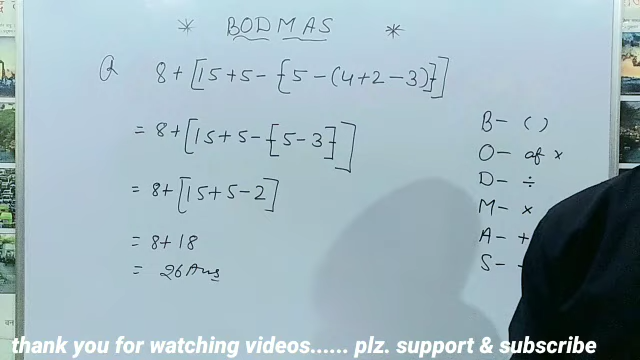 * BODMAS *
Q 8 + [15 + 5 - {5 - (4 + 2 - 3)}]
= 8 + [15 + 5 - {5 - 3}]
= 8 + [15 + 5 - 2]
= 8 + 18
= 26 Ans
B - ( )
O - of ×
D - ÷
M - ×
A - +
S -
thank you for watching videos...... plz. support & subscribe